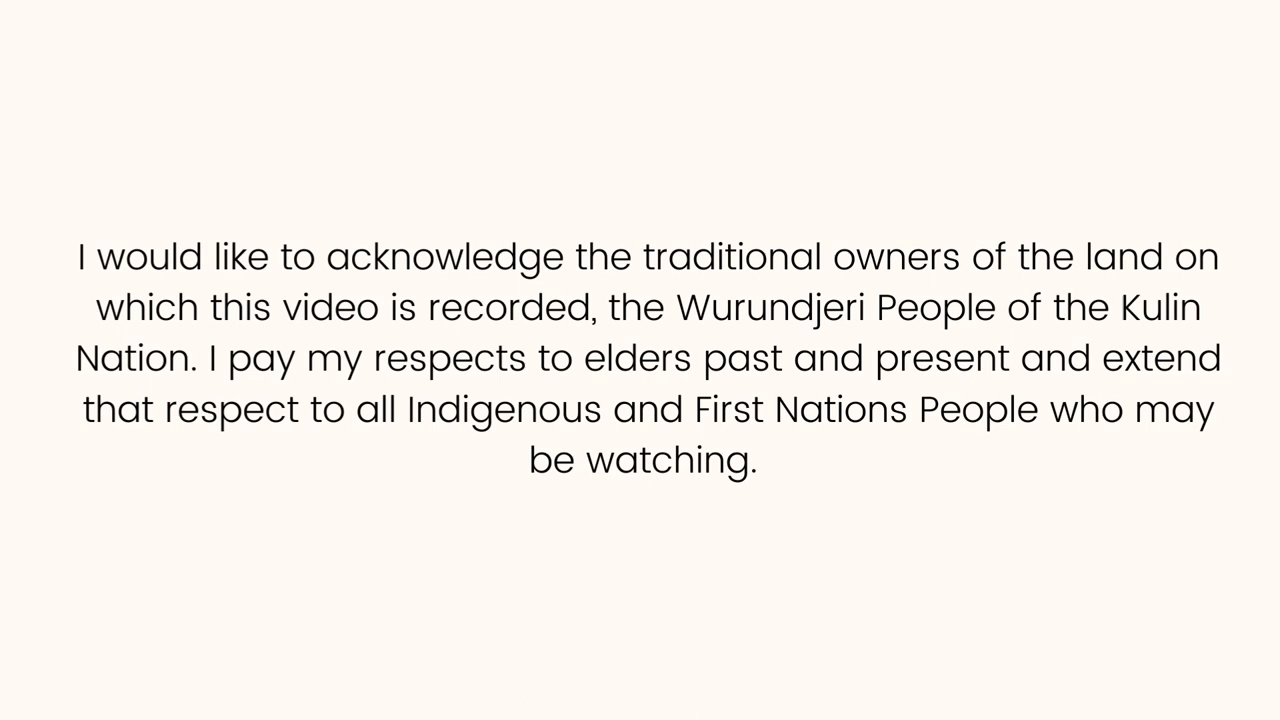 I would like to acknowledge the traditional owners of the land on
which this video is recorded, the Wurundjeri People of the Kulin
Nation. I pay my respects to elders past and present and extend
that respect to all Indigenous and First Nations People who may
be watching.